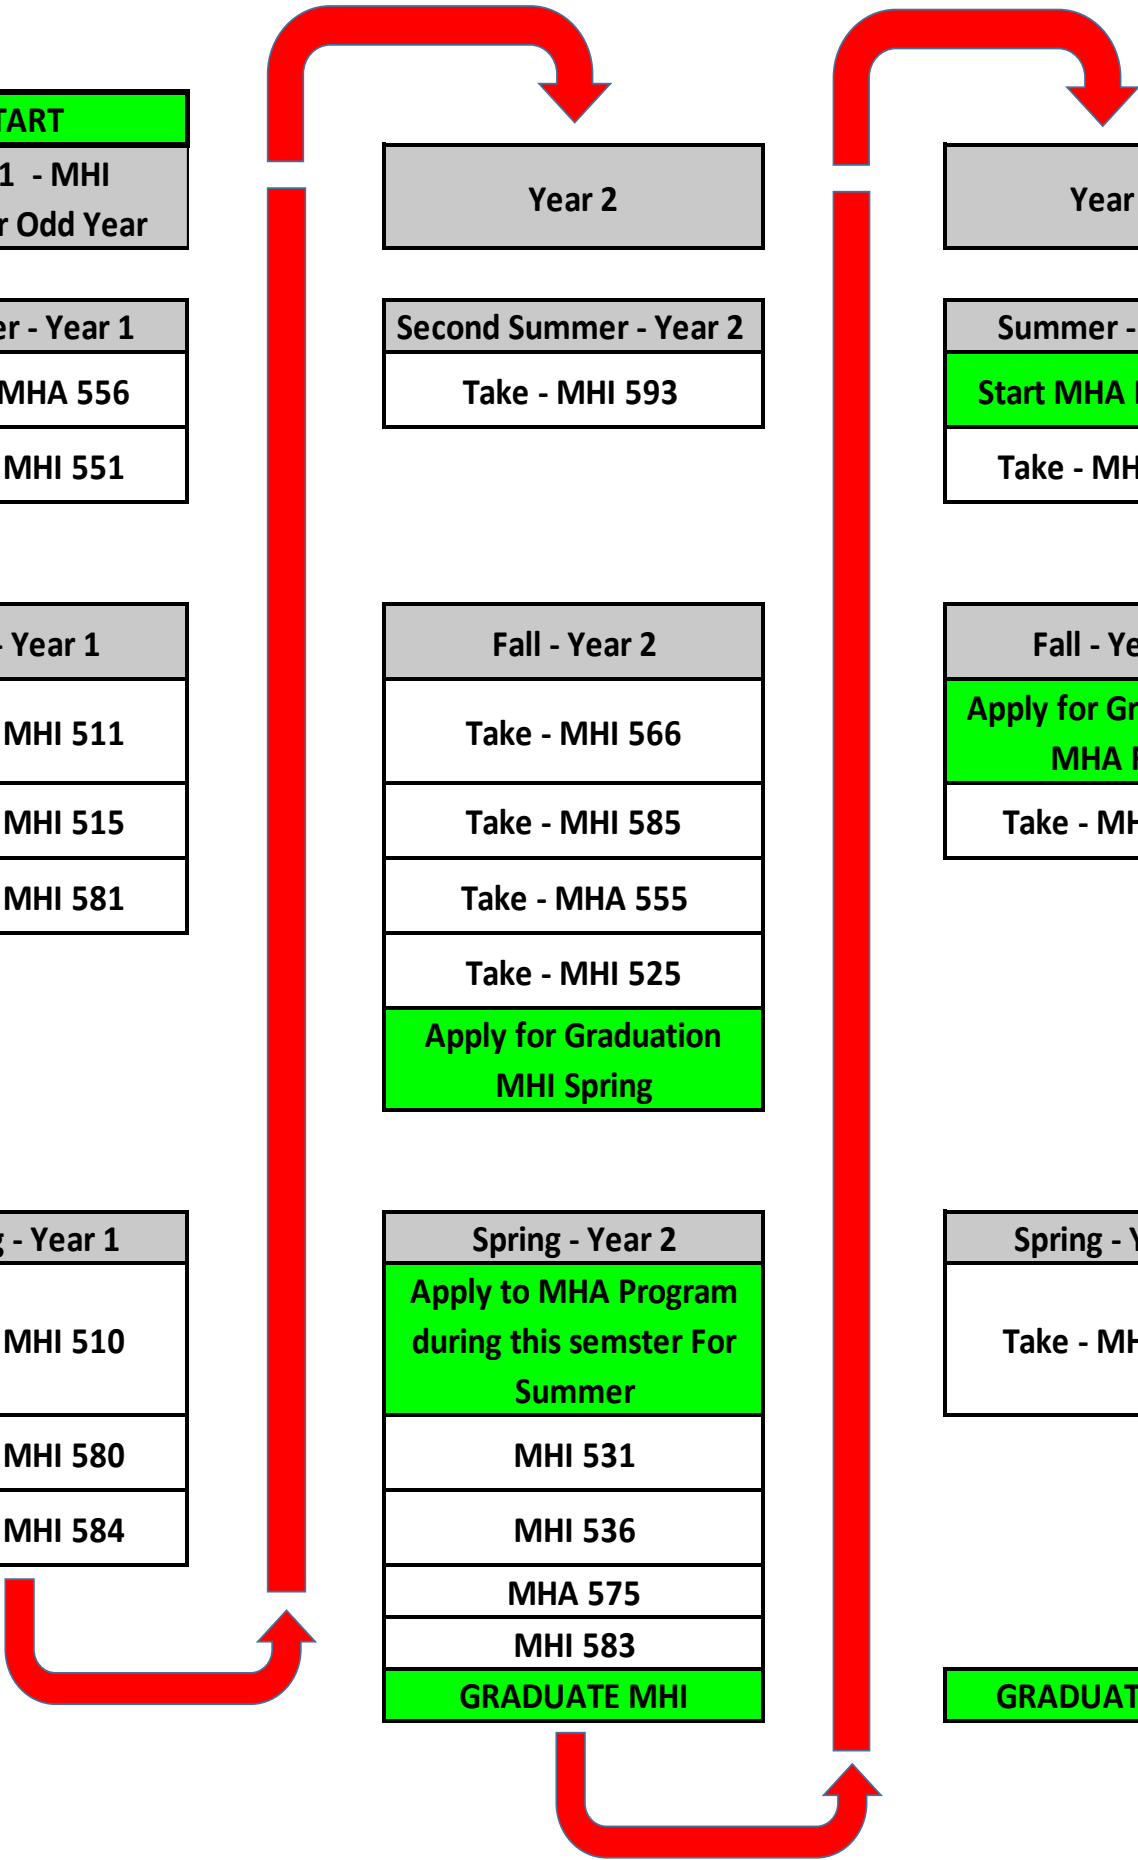 TART
1 - MHI
r Odd Year
er - Year 1
MHA 556
MHI 551
- Year 1
MHI 511
MHI 515
MHI 581
g - Year 1
MHI 510
MHI 580
MHI 584
Year 2
Second Summer - Year 2
Take - MHI 593
Fall - Year 2
Take - MHI 566
Take - MHI 585
Take - MHA 555
Take - MHI 525
Apply for Graduation
MHI Spring
Spring - Year 2
Apply to MHA Program
during this semster For
Summer
MHI 531
MHI 536
MHA 575
MHI 583
GRADUATE MHI
Year
Summer -
Start MHA
Take - MH
Fall - Ye
Apply for Gr
MHA
Take - MH
Spring - Y
Take - MH
GRADUAT